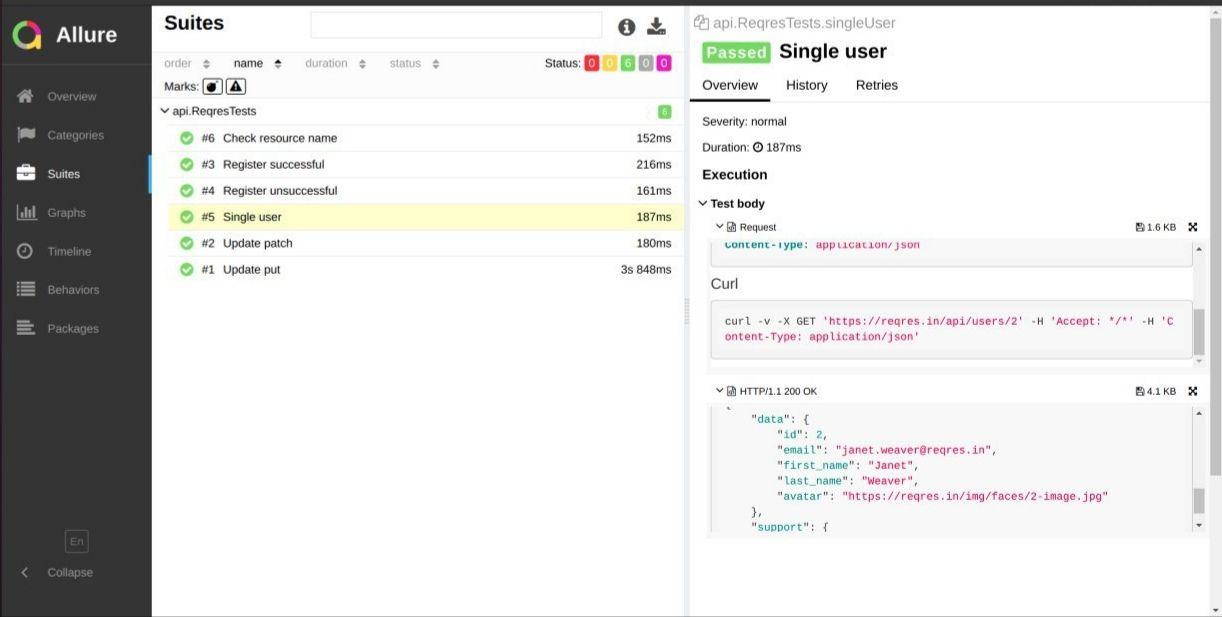 Allure
Overview
Categories
Suites
Graphs
Timeline
Behaviors
Packages
En
Collapse
Suites
order name duration status Status: 0 0 6 0 0
Marks:
api.ReqresTests 6
#6 Check resource name 152ms
#3 Register successful 216ms
#4 Register unsuccessful 161ms
#5 Single user 187ms
#2 Update patch 180ms
#1 Update put 3s 848ms
api.ReqresTests.singleUser
Passed Single user
Overview History Retries
Severity: normal
Duration: 187ms
Execution
Test body
Request 1.6 KB
Content-Type: application/json
Curl
curl -v -X GET 'https://reqres.in/api/users/2' -H 'Accept: */*' -H 'C
ontent-Type: application/json'
HTTP/1.1 200 OK 4.1 KB
{
"data": {
"id": 2,
"email": "janet.weaver@reqres.in",
"first_name": "Janet",
"last_name": "Weaver",
"avatar": "https://reqres.in/img/faces/2-image.jpg"
},
"support": {